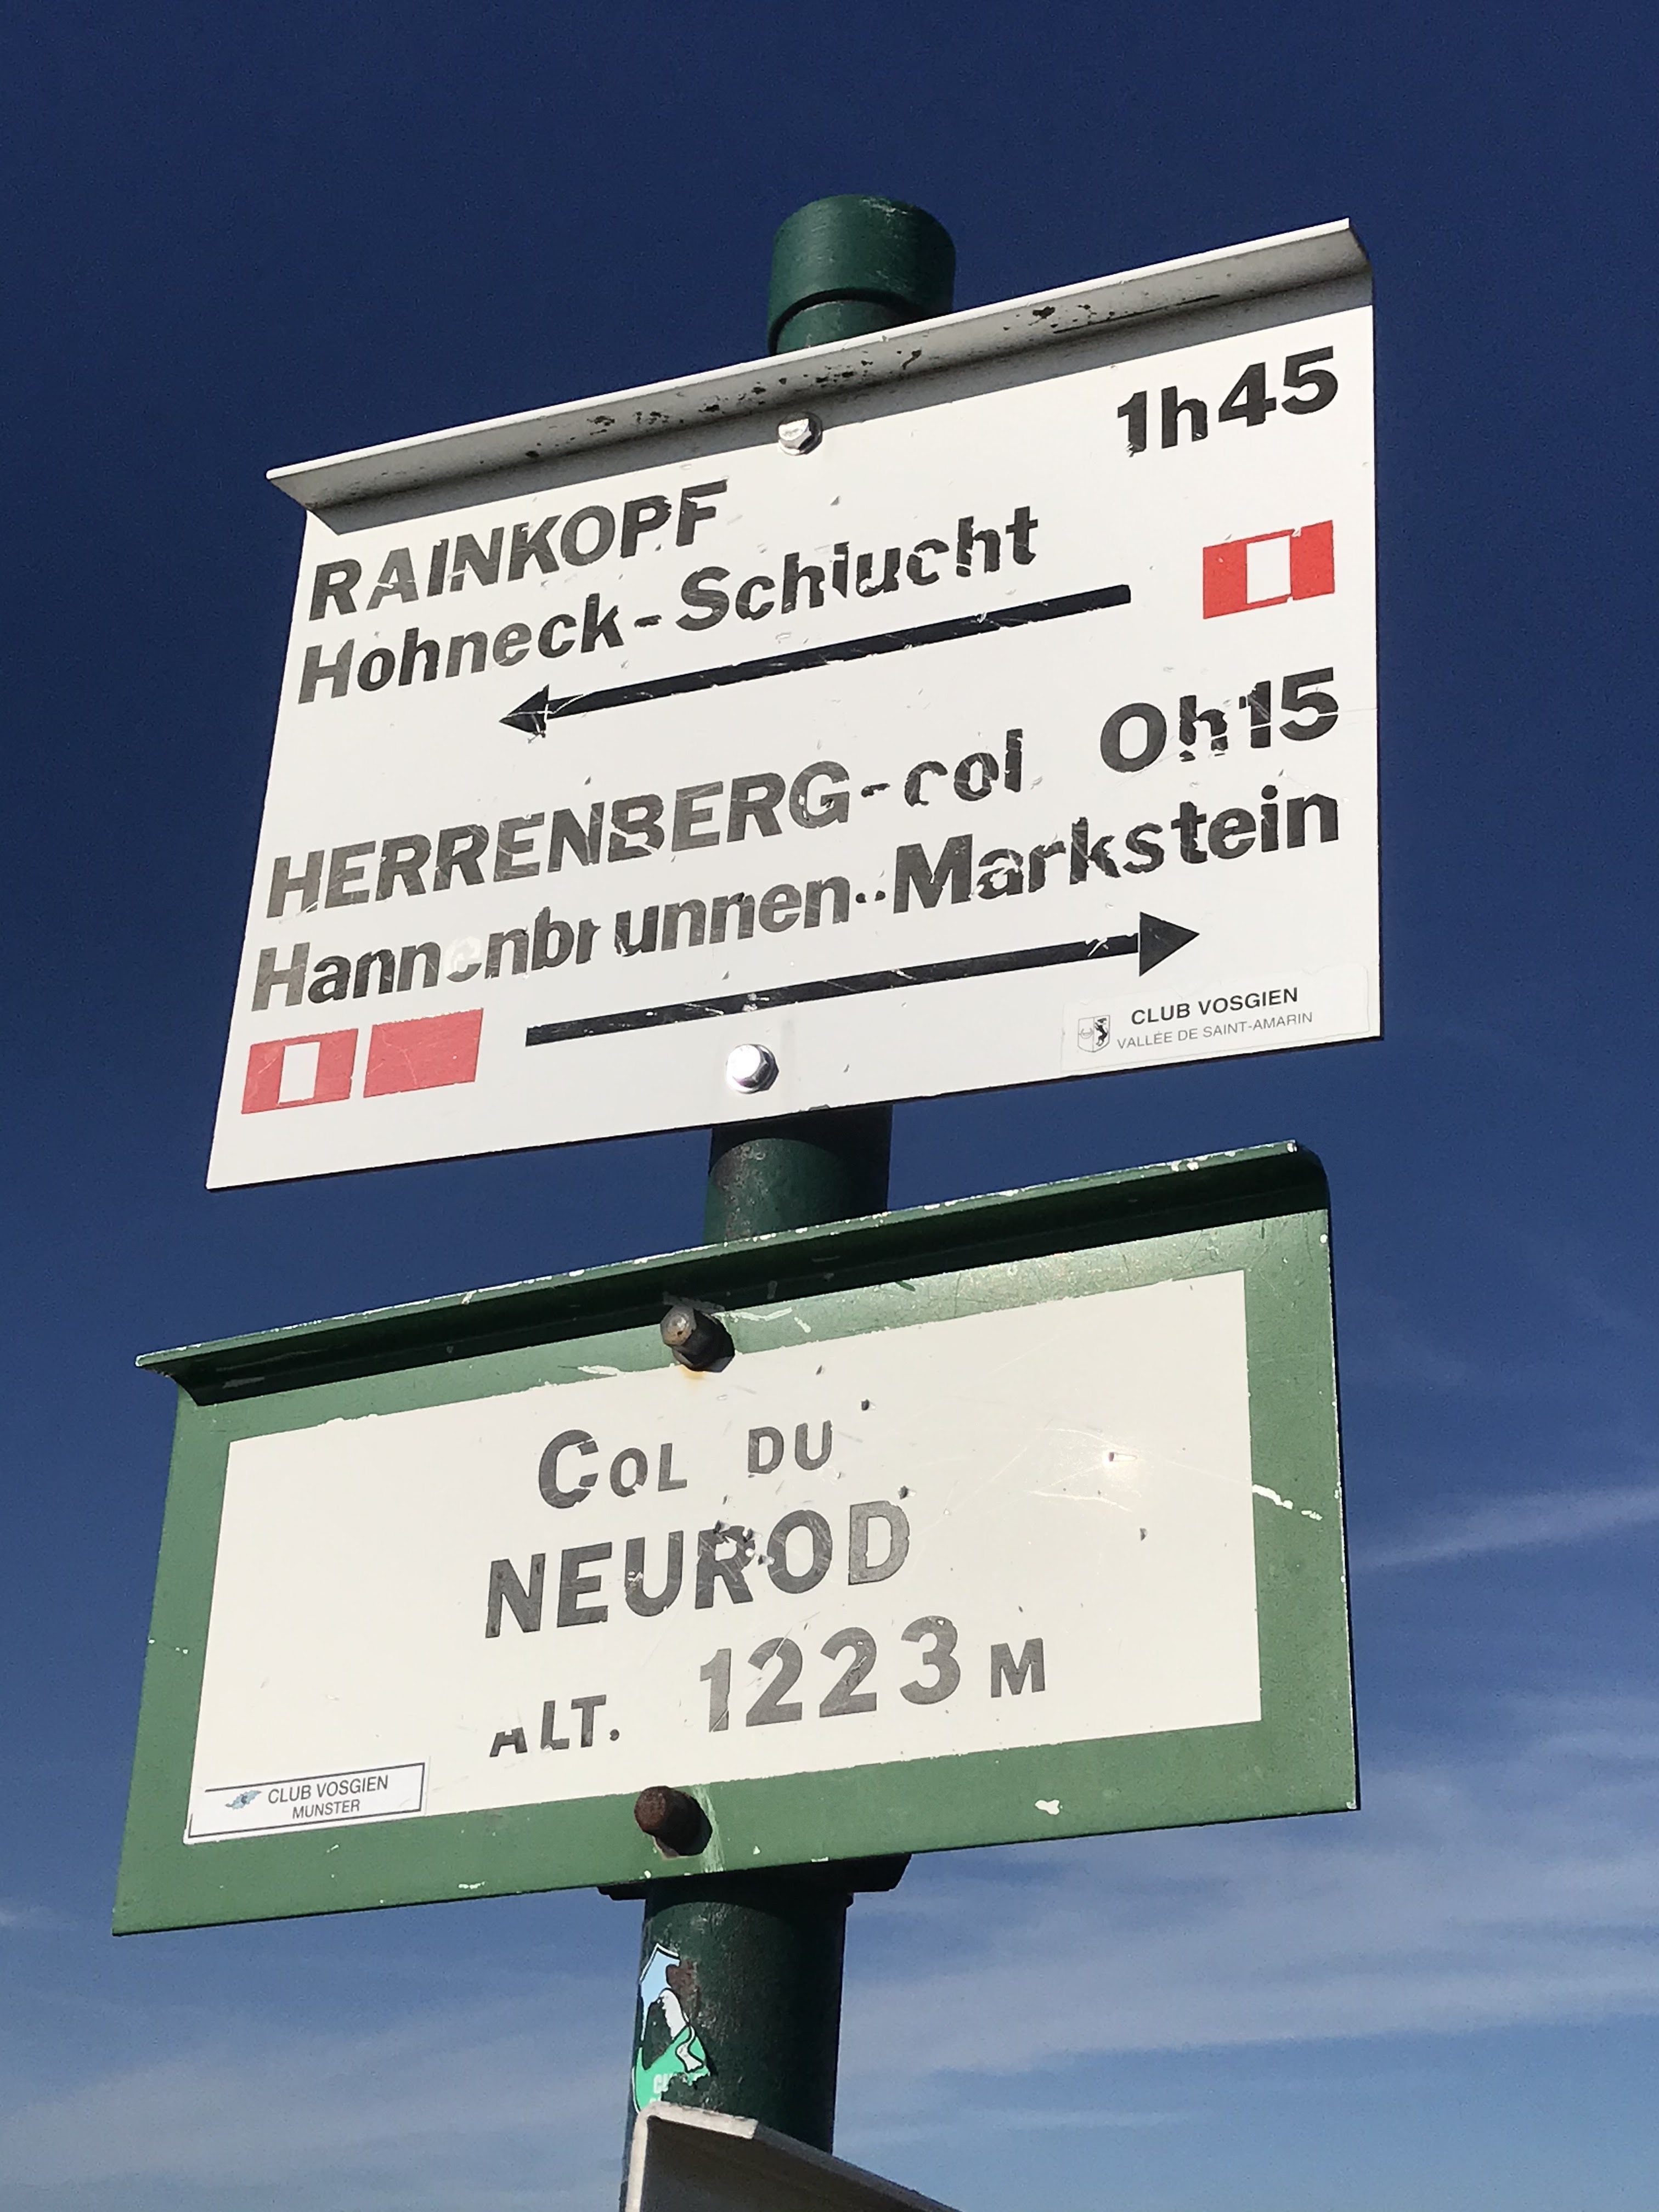 1h45
RAINKOPF
Hohneck-Schlucht
HERRENBERG-col 0h15
Hannenbrunnen-Markstein
CLUB VOSGIEN
VALLÉE DE SAINT-AMARIN
COL DU
NEUROD
ALT. 1223 M
CLUB VOSGIEN
MUNSTER